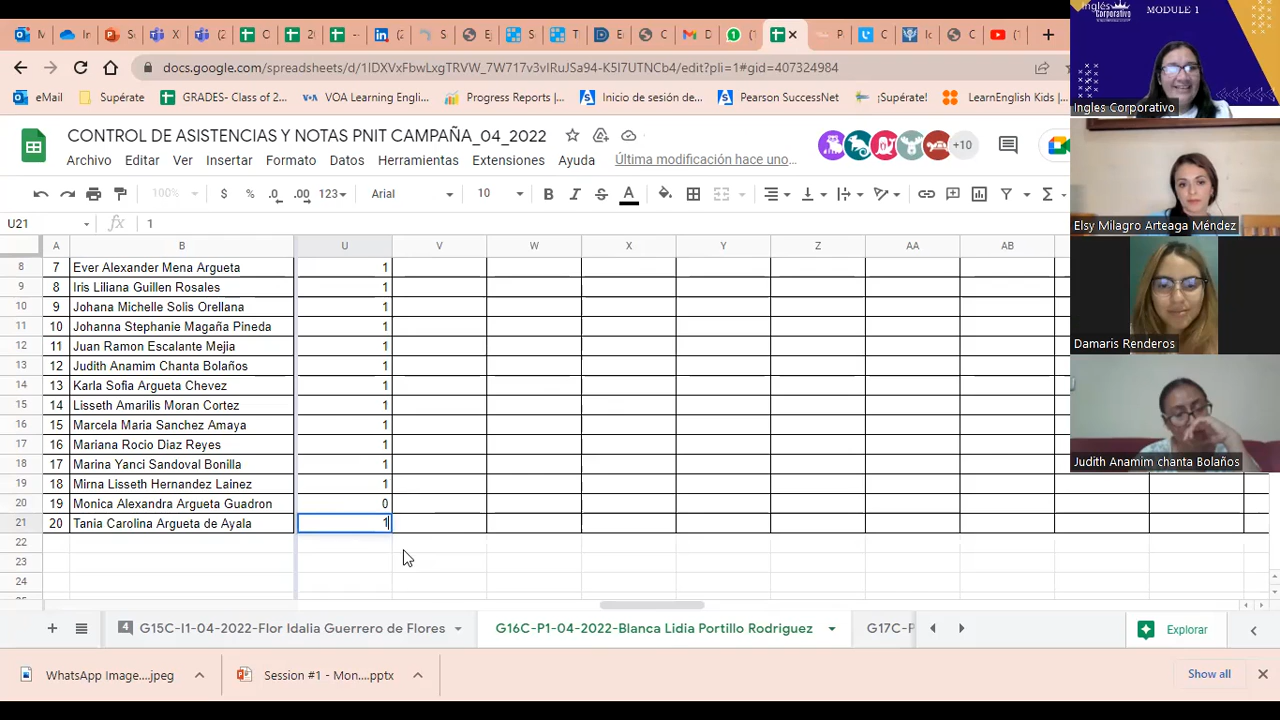 Inglés Corporativo
MODULE 1
docs.google.com/spreadsheets/d/1lDXVxFbwLxgTRVW_7W717v3vIRuJSa94-K5I7UTNCb4/edit?pli=1#gid=407324984
eMail Supérate GRADES- Class of 2... VOA Learning Engli... Progress Reports (... Inicio de sesión de... Pearson SuccessNet ¡Supérate! LearnEnglish Kids |...
Ingles Corporativo
CONTROL DE ASISTENCIAS Y NOTAS PNIT CAMPAÑA_04_2022
+10
Archivo Editar Ver Insertar Formato Datos Herramientas Extensiones Ayuda Última modificación hace uno...
100% $ % .0 .00 123 Arial 10 B I S A
U21 fx 1
Elsy Milagro Arteaga Méndez
A B U V W X Y Z AA AB
8 7 Ever Alexander Mena Argueta 1
9 8 Iris Liliana Guillen Rosales 1
10 9 Johana Michelle Solis Orellana 1
11 10 Johanna Stephanie Magaña Pineda 1
12 11 Juan Ramon Escalante Mejia 1
Damaris Renderos
13 12 Judith Anamim Chanta Bolaños 1
14 13 Karla Sofia Argueta Chevez 1
15 14 Lisseth Amarilis Moran Cortez 1
16 15 Marcela Maria Sanchez Amaya 1
17 16 Mariana Rocio Diaz Reyes 1
18 17 Marina Yanci Sandoval Bonilla 1
Judith Anamim chanta Bolaños
19 18 Mirna Lisseth Hernandez Lainez 1
20 19 Monica Alexandra Argueta Guadron 0
21 20 Tania Carolina Argueta de Ayala 1
22
23
24
4 G15C-I1-04-2022-Flor Idalia Guerrero de Flores G16C-P1-04-2022-Blanca Lidia Portillo Rodriguez G17C-P Explorar
WhatsApp Image....jpeg Session #1 - Mon....pptx Show all